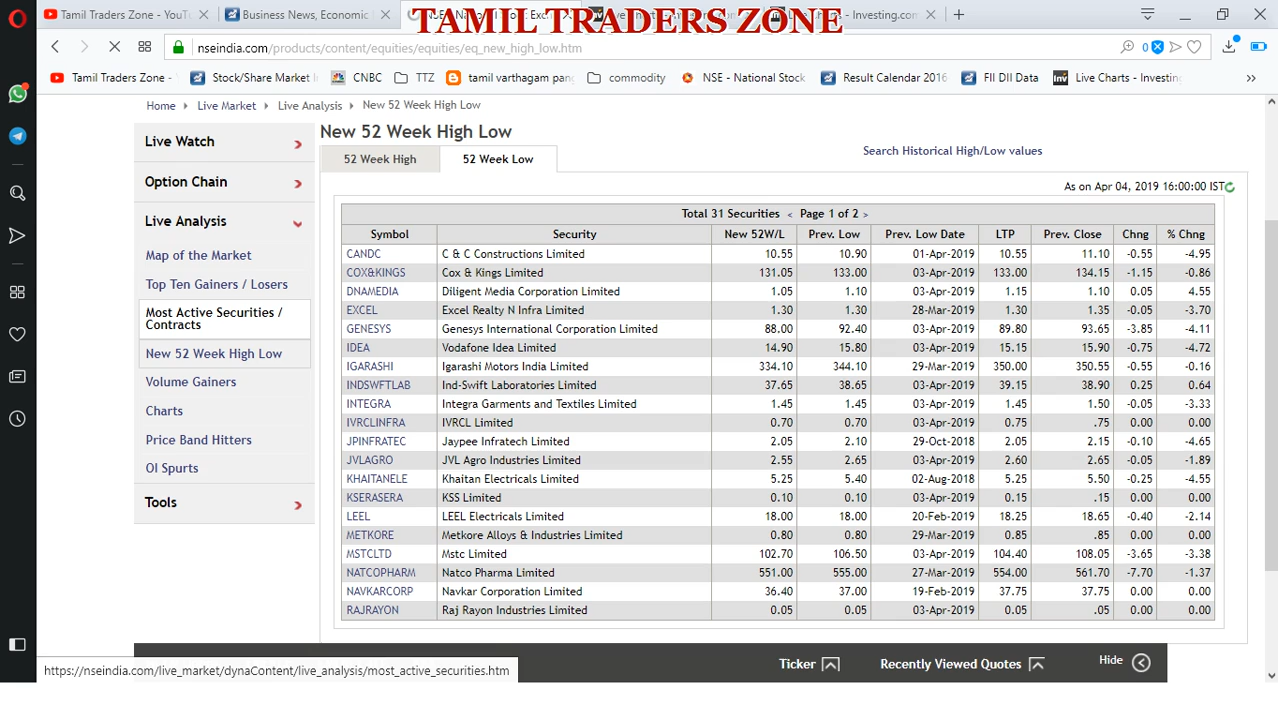 Tamil Traders Zone - YouT
Business News, Economic
TAMIL TRADERS ZONE
Investing.com
nseindia.com/products/content/equities/equities/eq_new_high_low.htm
0
Tamil Traders Zone -
Stock/Share Market
CNBC
TTZ
tamil varthagam pan
commodity
NSE - National Stock
Result Calendar 2016
FII DII Data
Live Charts - Investin
Home
Live Market
Live Analysis
New 52 Week High Low
Live Watch
Option Chain
Live Analysis
Map of the Market
Top Ten Gainers / Losers
Most Active Securities /
Contracts
New 52 Week High Low
Volume Gainers
Charts
Price Band Hitters
OI Spurts
Tools
New 52 Week High Low
52 Week High
52 Week Low
Search Historical High/Low values
As on Apr 04, 2019 16:00:00 IST
Total 31 Securities < Page 1 of 2 >
Symbol Security New 52W/L Prev. Low Prev. Low Date LTP Prev. Close Chng % Chng
CANDC C & C Constructions Limited 10.55 10.90 01-Apr-2019 10.55 11.10 -0.55 -4.95
COX&KINGS Cox & Kings Limited 131.05 133.00 03-Apr-2019 133.00 134.15 -1.15 -0.86
DNAMEDIA Diligent Media Corporation Limited 1.05 1.10 03-Apr-2019 1.15 1.10 0.05 4.55
EXCEL Excel Realty N Infra Limited 1.30 1.30 28-Mar-2019 1.30 1.35 -0.05 -3.70
GENESYS Genesys International Corporation Limited 88.00 92.40 03-Apr-2019 89.80 93.65 -3.85 -4.11
IDEA Vodafone Idea Limited 14.90 15.80 03-Apr-2019 15.15 15.90 -0.75 -4.72
IGARASHI Igarashi Motors India Limited 334.10 344.10 29-Mar-2019 350.00 350.55 -0.55 -0.16
INDSWFTLAB Ind-Swift Laboratories Limited 37.65 38.65 03-Apr-2019 39.15 38.90 0.25 0.64
INTEGRA Integra Garments and Textiles Limited 1.45 1.45 03-Apr-2019 1.45 1.50 -0.05 -3.33
IVRCLINFRA IVRCL Limited 0.70 0.70 03-Apr-2019 0.75 .75 0.00 0.00
JPINFRATEC Jaypee Infratech Limited 2.05 2.10 29-Oct-2018 2.05 2.15 -0.10 -4.65
JVLAGRO JVL Agro Industries Limited 2.55 2.65 03-Apr-2019 2.60 2.65 -0.05 -1.89
KHAITANELE Khaitan Electricals Limited 5.25 5.40 02-Aug-2018 5.25 5.50 -0.25 -4.55
KSERASERA KSS Limited 0.10 0.10 03-Apr-2019 0.15 .15 0.00 0.00
LEEL LEEL Electricals Limited 18.00 18.00 20-Feb-2019 18.25 18.65 -0.40 -2.14
METKORE Metkore Alloys & Industries Limited 0.80 0.80 29-Mar-2019 0.85 .85 0.00 0.00
MSTCLTD Mstc Limited 102.70 106.50 03-Apr-2019 104.40 108.05 -3.65 -3.38
NATCOPHARM Natco Pharma Limited 551.00 555.00 27-Mar-2019 554.00 561.70 -7.70 -1.37
NAVKARCORP Navkar Corporation Limited 36.40 37.00 19-Feb-2019 37.75 37.75 0.00 0.00
RAJRAYON Raj Rayon Industries Limited 0.05 0.05 03-Apr-2019 0.05 .05 0.00 0.00
Ticker
Recently Viewed Quotes
Hide
https://nseindia.com/live_market/dynaContent/live_analysis/most_active_securities.htm